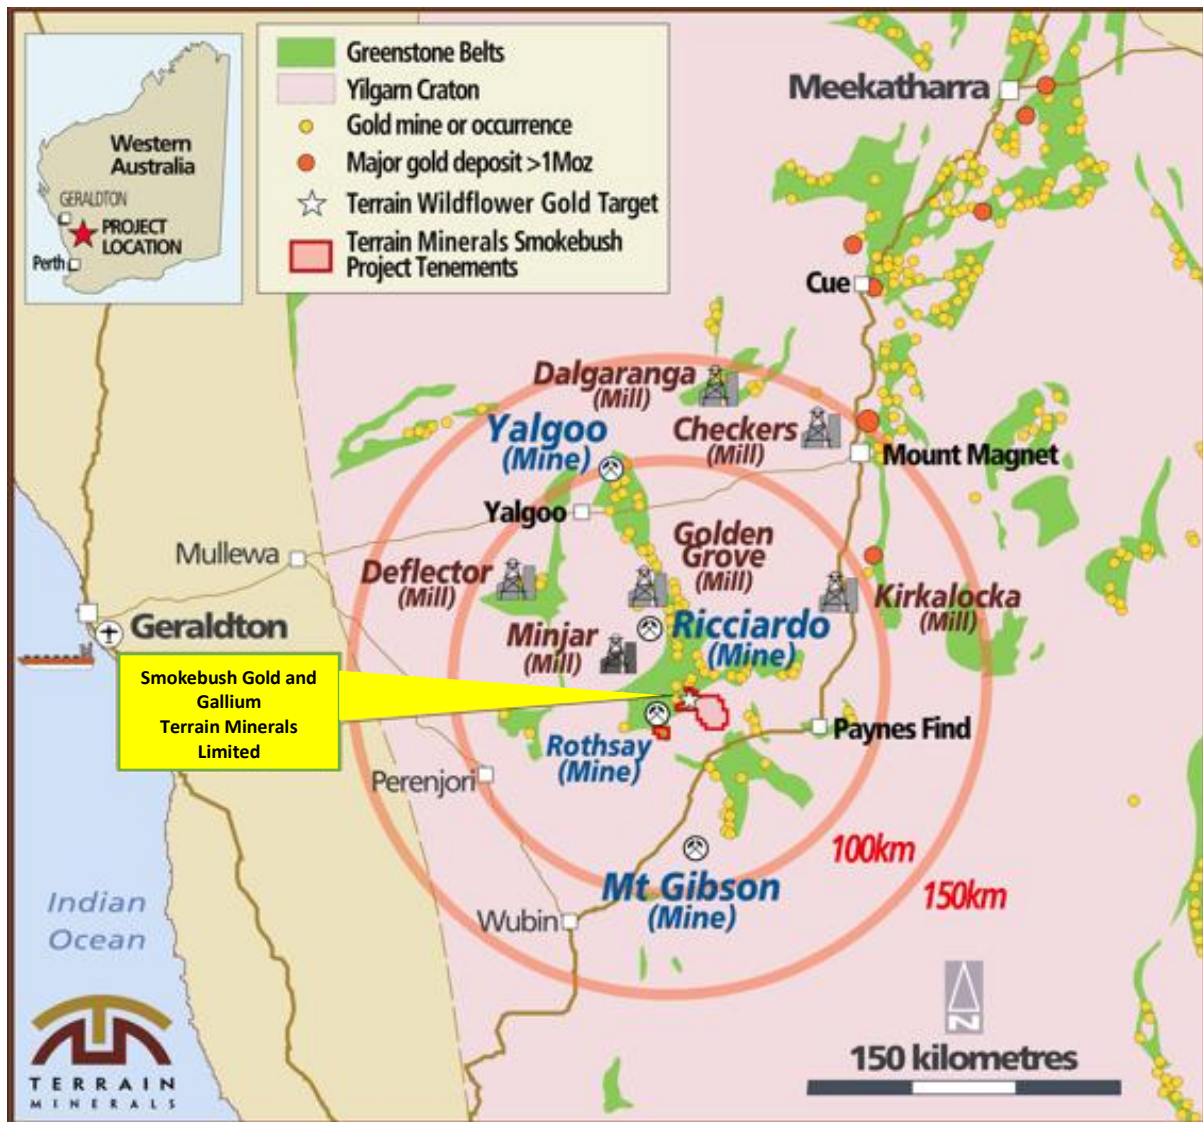 Western
Australia
GERALDTON
PROJECT
LOCATION
Perth
Greenstone Belts
Yilgarn Craton
Gold mine or occurrence
Major gold deposit >1Moz
Terrain Wildflower Gold Target
Terrain Minerals Smokebush
Project Tenements
Meekatharra
Cue
Dalgaranga
(Mill)
Yalgoo
(Mine)
Checkers
(Mill)
Mount Magnet
Yalgoo
Golden
Grove
(Mill)
Mullewa
Deflector
(Mill)
Kirkalocka
(Mill)
Geraldton
Minjar
(Mill)
Ricciardo
(Mine)
Smokebush Gold and
Gallium
Terrain Minerals
Limited
Rothsay
(Mine)
Paynes Find
Perenjori
100km
150km
Mt Gibson
(Mine)
Wubin
Indian
Ocean
N
150 kilometres
TERRAIN
MINERALS